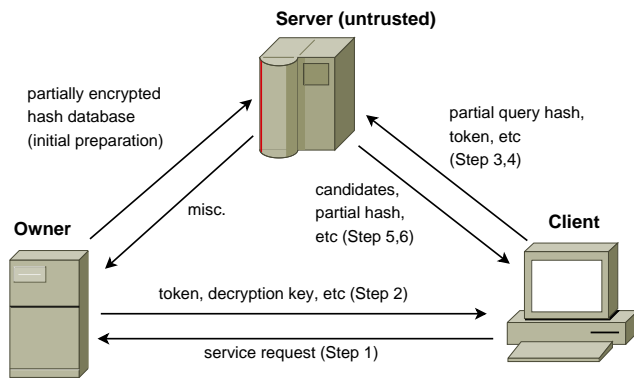 Server (untrusted)
partially encrypted
hash database
(initial preparation)
partial query hash,
token, etc
(Step 3,4)
misc.
candidates,
partial hash,
etc (Step 5,6)
Owner
Client
token, decryption key, etc (Step 2)
service request (Step 1)